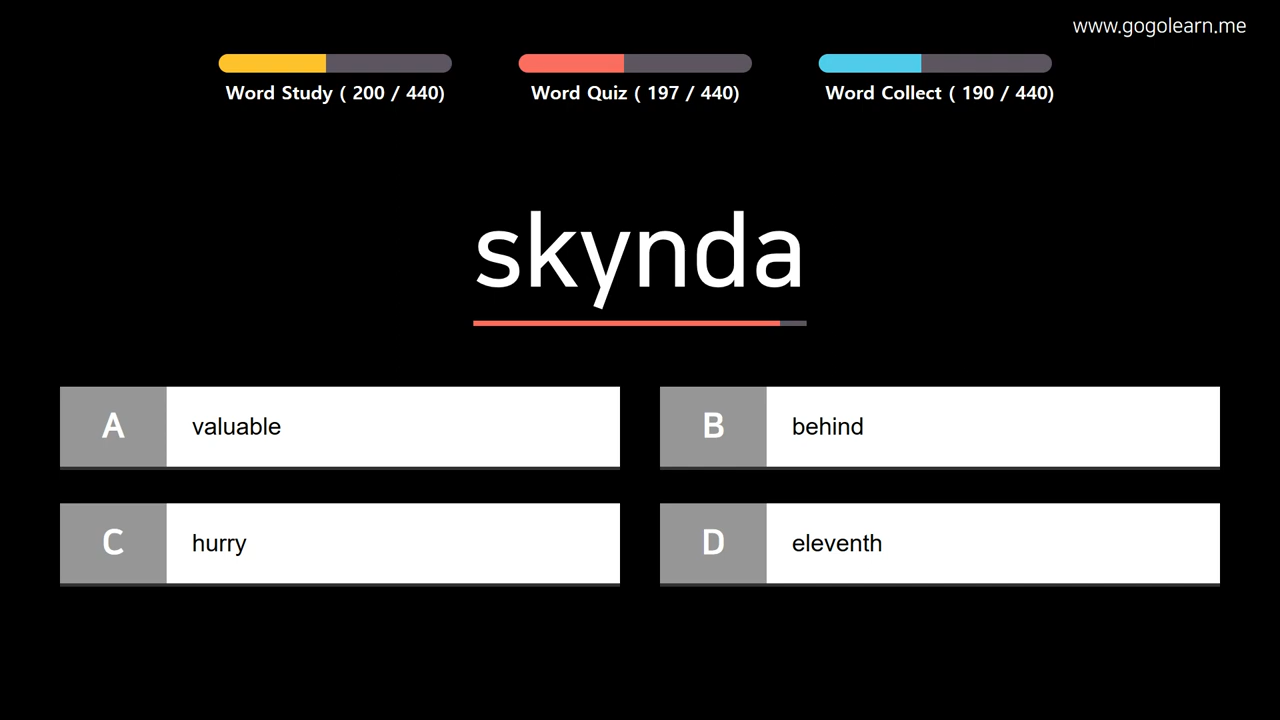 www.gogolearn.me
Word Study ( 200 / 440)
Word Quiz ( 197 / 440)
Word Collect ( 190 / 440)
skynda
A valuable
B behind
C hurry
D eleventh